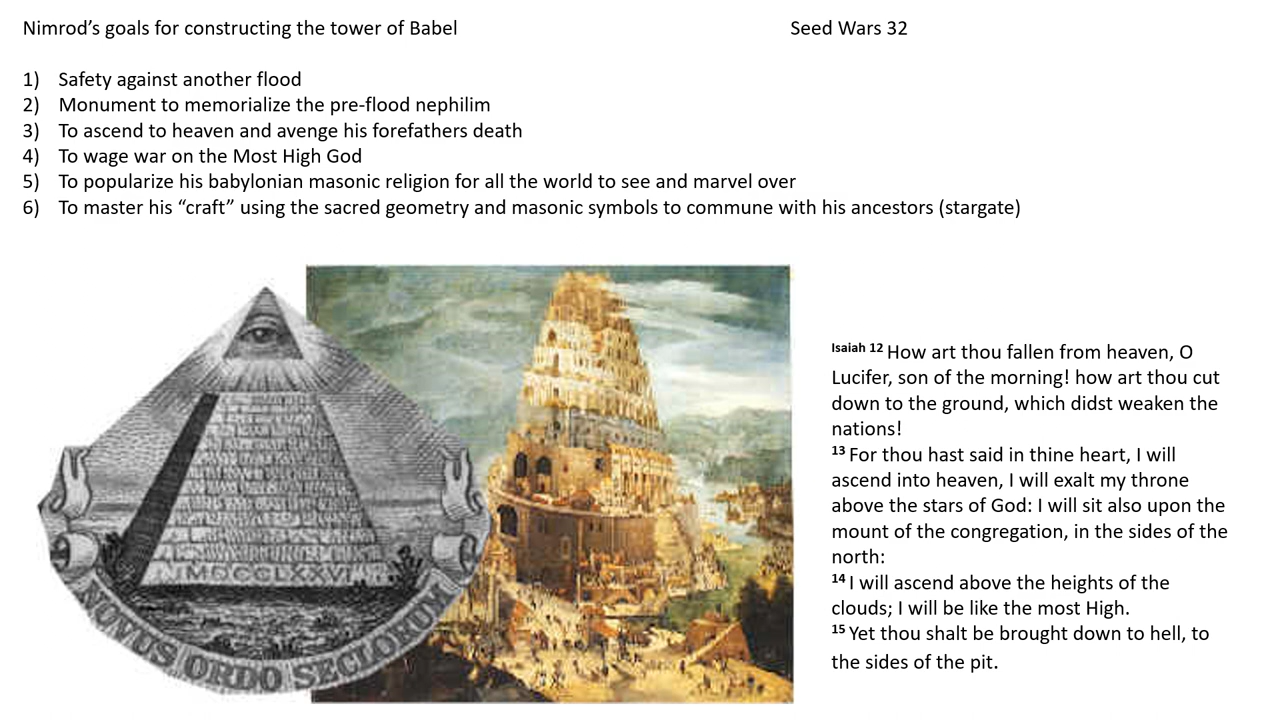 Nimrod’s goals for constructing the tower of Babel
Seed Wars 32
1) Safety against another flood
2) Monument to memorialize the pre-flood nephilim
3) To ascend to heaven and avenge his forefathers death
4) To wage war on the Most High God
5) To popularize his babylonian masonic religion for all the world to see and marvel over
6) To master his “craft” using the sacred geometry and masonic symbols to commune with his ancestors (stargate)
MDCCLXXVI
NOVUS ORDO SECLORUM
Isaiah 12 How art thou fallen from heaven, O
Lucifer, son of the morning! how art thou cut
down to the ground, which didst weaken the
nations!
13 For thou hast said in thine heart, I will
ascend into heaven, I will exalt my throne
above the stars of God: I will sit also upon the
mount of the congregation, in the sides of the
north:
14 I will ascend above the heights of the
clouds; I will be like the most High.
15 Yet thou shalt be brought down to hell, to
the sides of the pit.